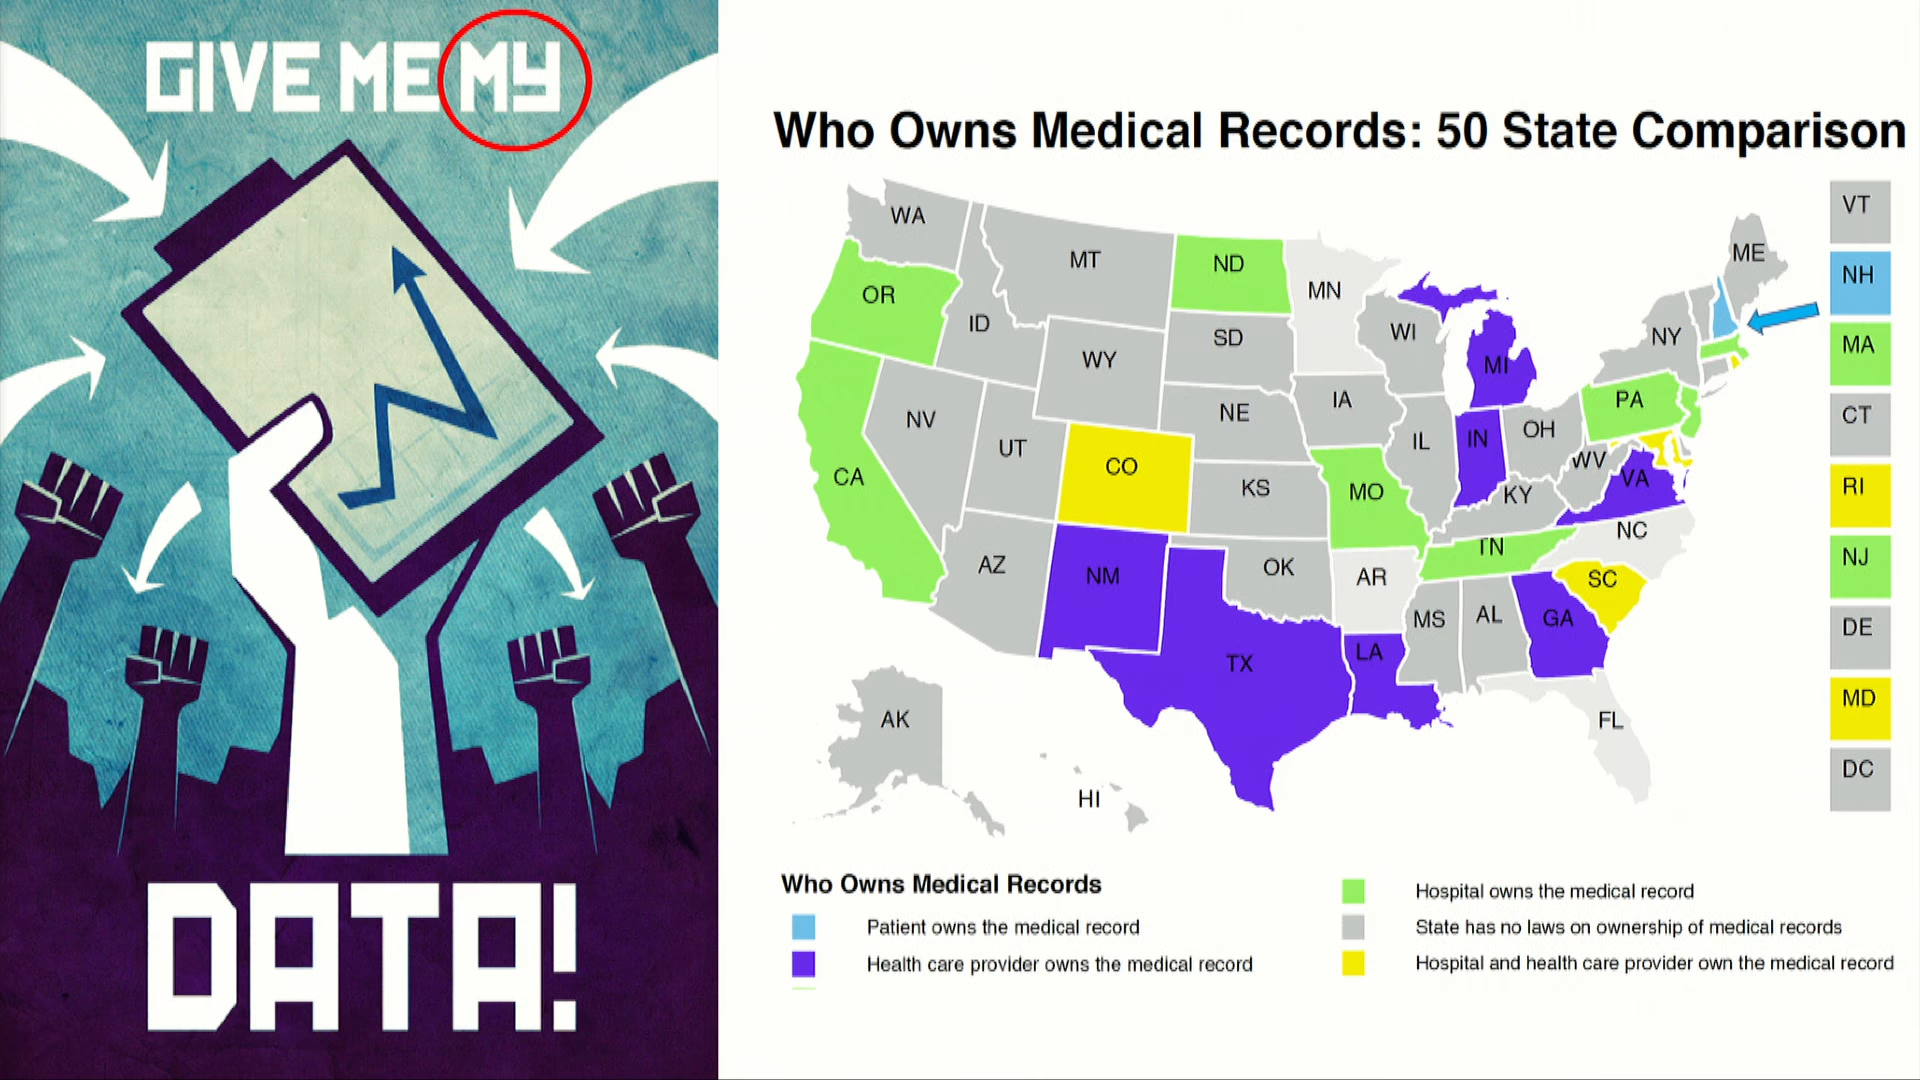 GIVE ME MY
DATA!
Who Owns Medical Records: 50 State Comparison
WA
MT
ND
MN
ME
VT
OR
ID
SD
WI
NY
NH
WY
MI
MA
NV
UT
NE
IA
IL
IN
OH
PA
CT
CA
CO
KS
MO
KY
WV
VA
RI
AZ
NM
OK
AR
TN
NC
SC
NJ
TX
LA
MS
AL
GA
DE
AK
HI
FL
MD
DC
Who Owns Medical Records
Patient owns the medical record
Health care provider owns the medical record
Hospital owns the medical record
State has no laws on ownership of medical records
Hospital and health care provider own the medical record